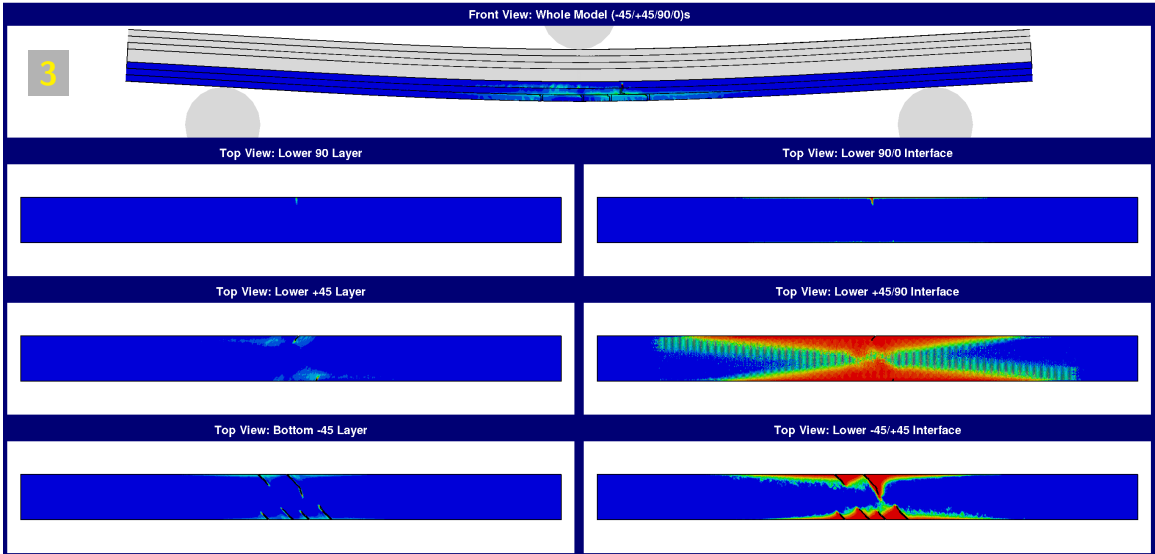 Front View: Whole Model (-45/+45/90/0)s
3
Top View: Lower 90 Layer
Top View: Lower 90/0 Interface
Top View: Lower +45 Layer
Top View: Lower +45/90 Interface
Top View: Bottom -45 Layer
Top View: Lower -45/+45 Interface